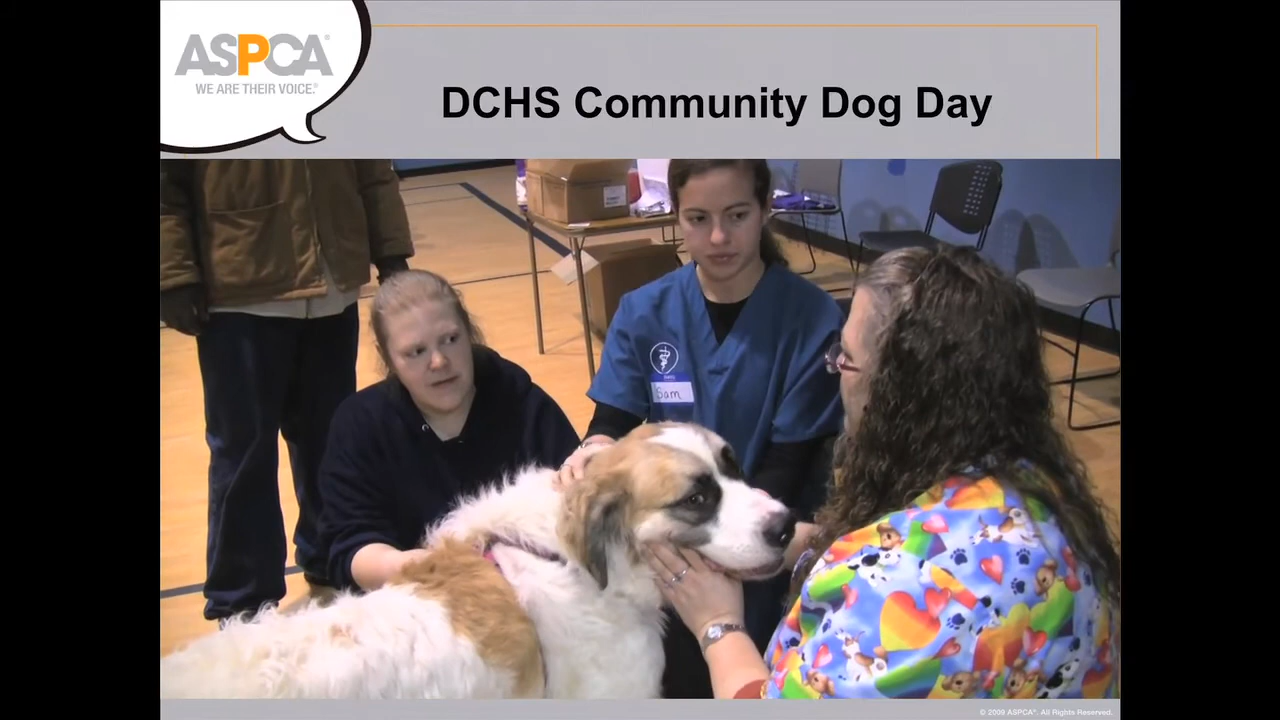 ASPCA®
WE ARE THEIR VOICE.®
DCHS Community Dog Day
Sam
© 2009 ASPCA®. All Rights Reserved.